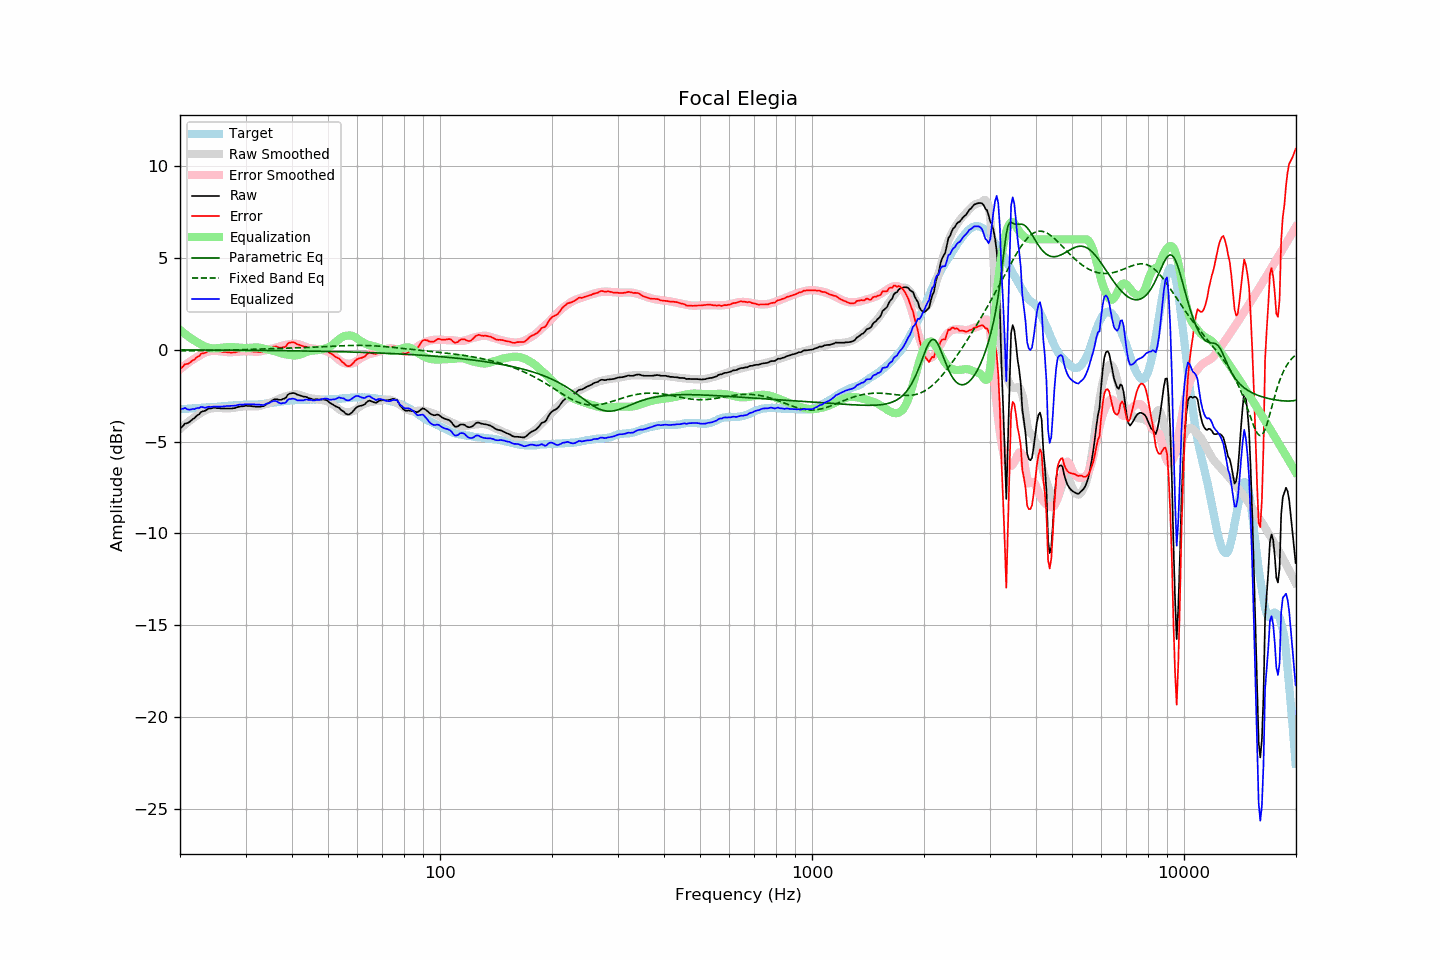 Focal Elegia
Target
Raw Smoothed
Error Smoothed
Raw
Error
Equalization
Parametric Eq
Fixed Band Eq
Equalized
10
5
0
−5
−10
−15
−20
−25
Amplitude (dBr)
100
1000
10000
Frequency (Hz)